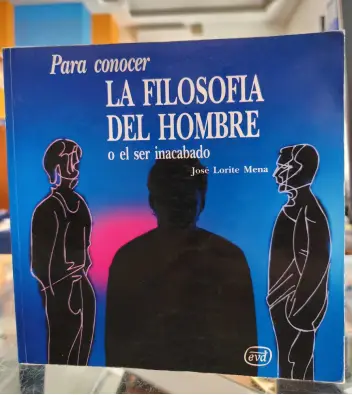 Para conocer
LA FILOSOFIA
DEL HOMBRE
o el ser inacabado
José Lorite Mena
evd